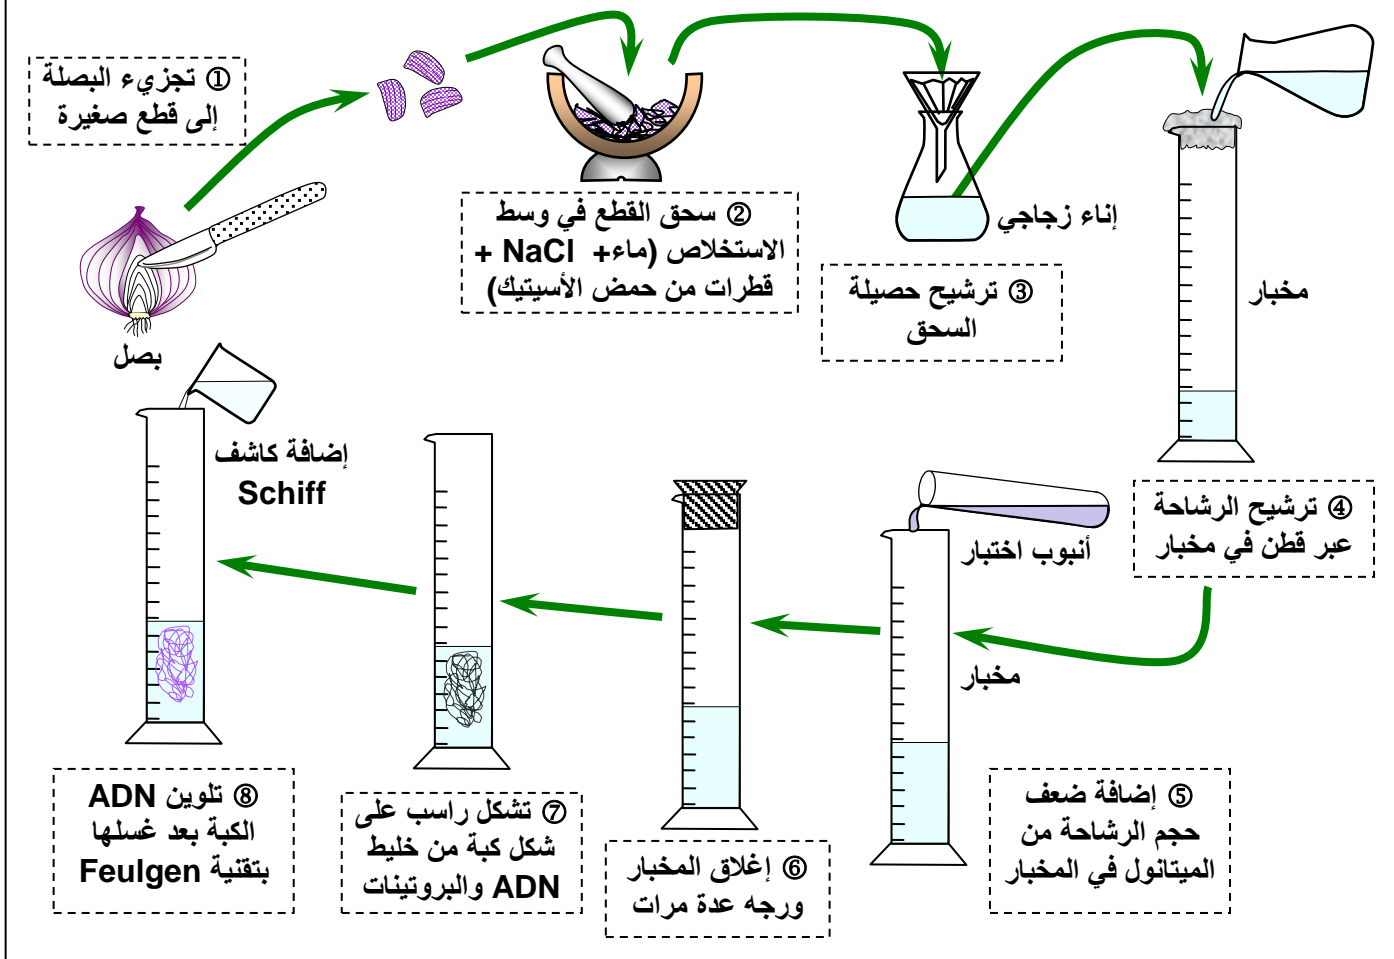 ① تجزيء البصلة
إلى قطع صغيرة
بصل
② سحق القطع في وسط
الاستخلاص (ماء+ NaCl +
قطرات من حمض الأسيتيك)
إناء زجاجي
③ ترشيح حصيلة
السحق
مخبار
④ ترشيح الرشاحة
عبر قطن في مخبار
أنبوب اختبار
مخبار
⑤ إضافة ضعف
حجم الرشاحة من
الميتانول في المخبار
⑥ إغلاق المخبار
ورجه عدة مرات
⑦ تشكل راسب على
شكل كبة من خليط
ADN والبروتينات
إضافة كاشف
Schiff
⑧ تلوين ADN
الكبة بعد غسلها
بتقنية Feulgen